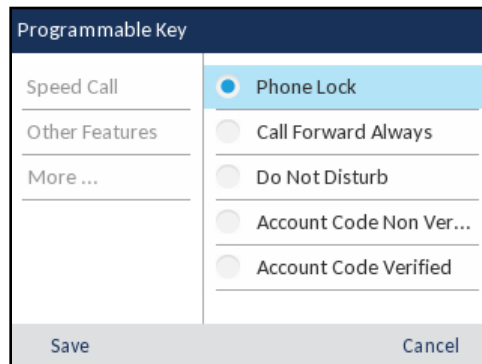 Programmable Key
Speed Call
Other Features
More ...
Phone Lock
Call Forward Always
Do Not Disturb
Account Code Non Ver...
Account Code Verified
Save
Cancel